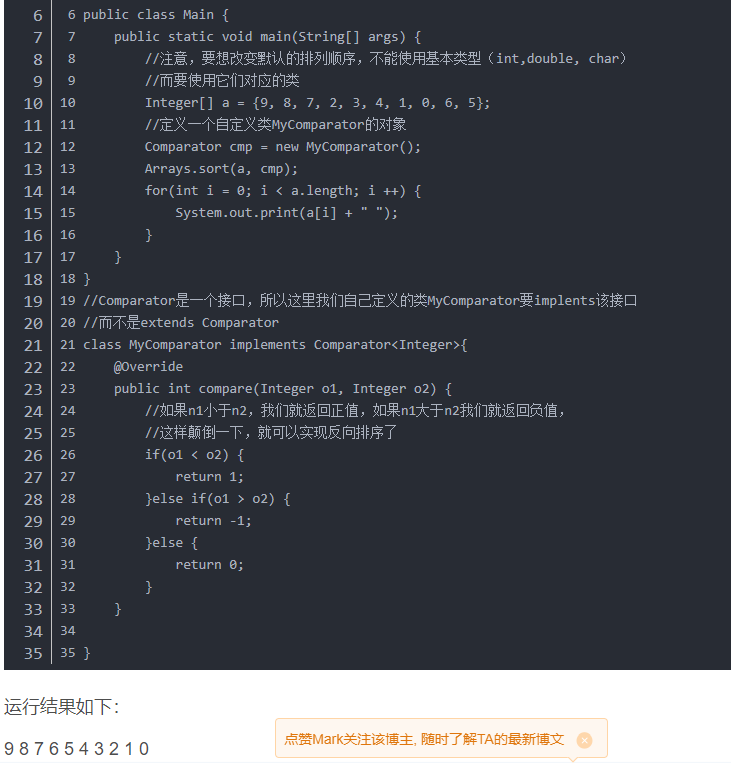 6 6 public class Main {
7 7 public static void main(String[] args) {
8 8 //注意，要想改变默认的排列顺序，不能使用基本类型（int,double, char）
9 9 //而要使用它们对应的类
10 10 Integer[] a = {9, 8, 7, 2, 3, 4, 1, 0, 6, 5};
11 11 //定义一个自定义类MyComparator的对象
12 12 Comparator cmp = new MyComparator();
13 13 Arrays.sort(a, cmp);
14 14 for(int i = 0; i < a.length; i ++) {
15 15 System.out.print(a[i] + " ");
16 16 }
17 17 }
18 18 }
19 19 //Comparator是一个接口，所以这里我们自己定义的类MyComparator要implents该接口
20 20 //而不是extends Comparator
21 21 class MyComparator implements Comparator<Integer>{
22 22 @Override
23 23 public int compare(Integer o1, Integer o2) {
24 24 //如果n1小于n2，我们就返回正值，如果n1大于n2我们就返回负值，
25 25 //这样颠倒一下，就可以实现反向排序了
26 26 if(o1 < o2) {
27 27 return 1;
28 28 }else if(o1 > o2) {
29 29 return -1;
30 30 }else {
31 31 return 0;
32 32 }
33 33 }
34 34
35 35 }
运行结果如下：
点赞Mark关注该博主, 随时了解TA的最新博文
9 8 7 6 5 4 3 2 1 0